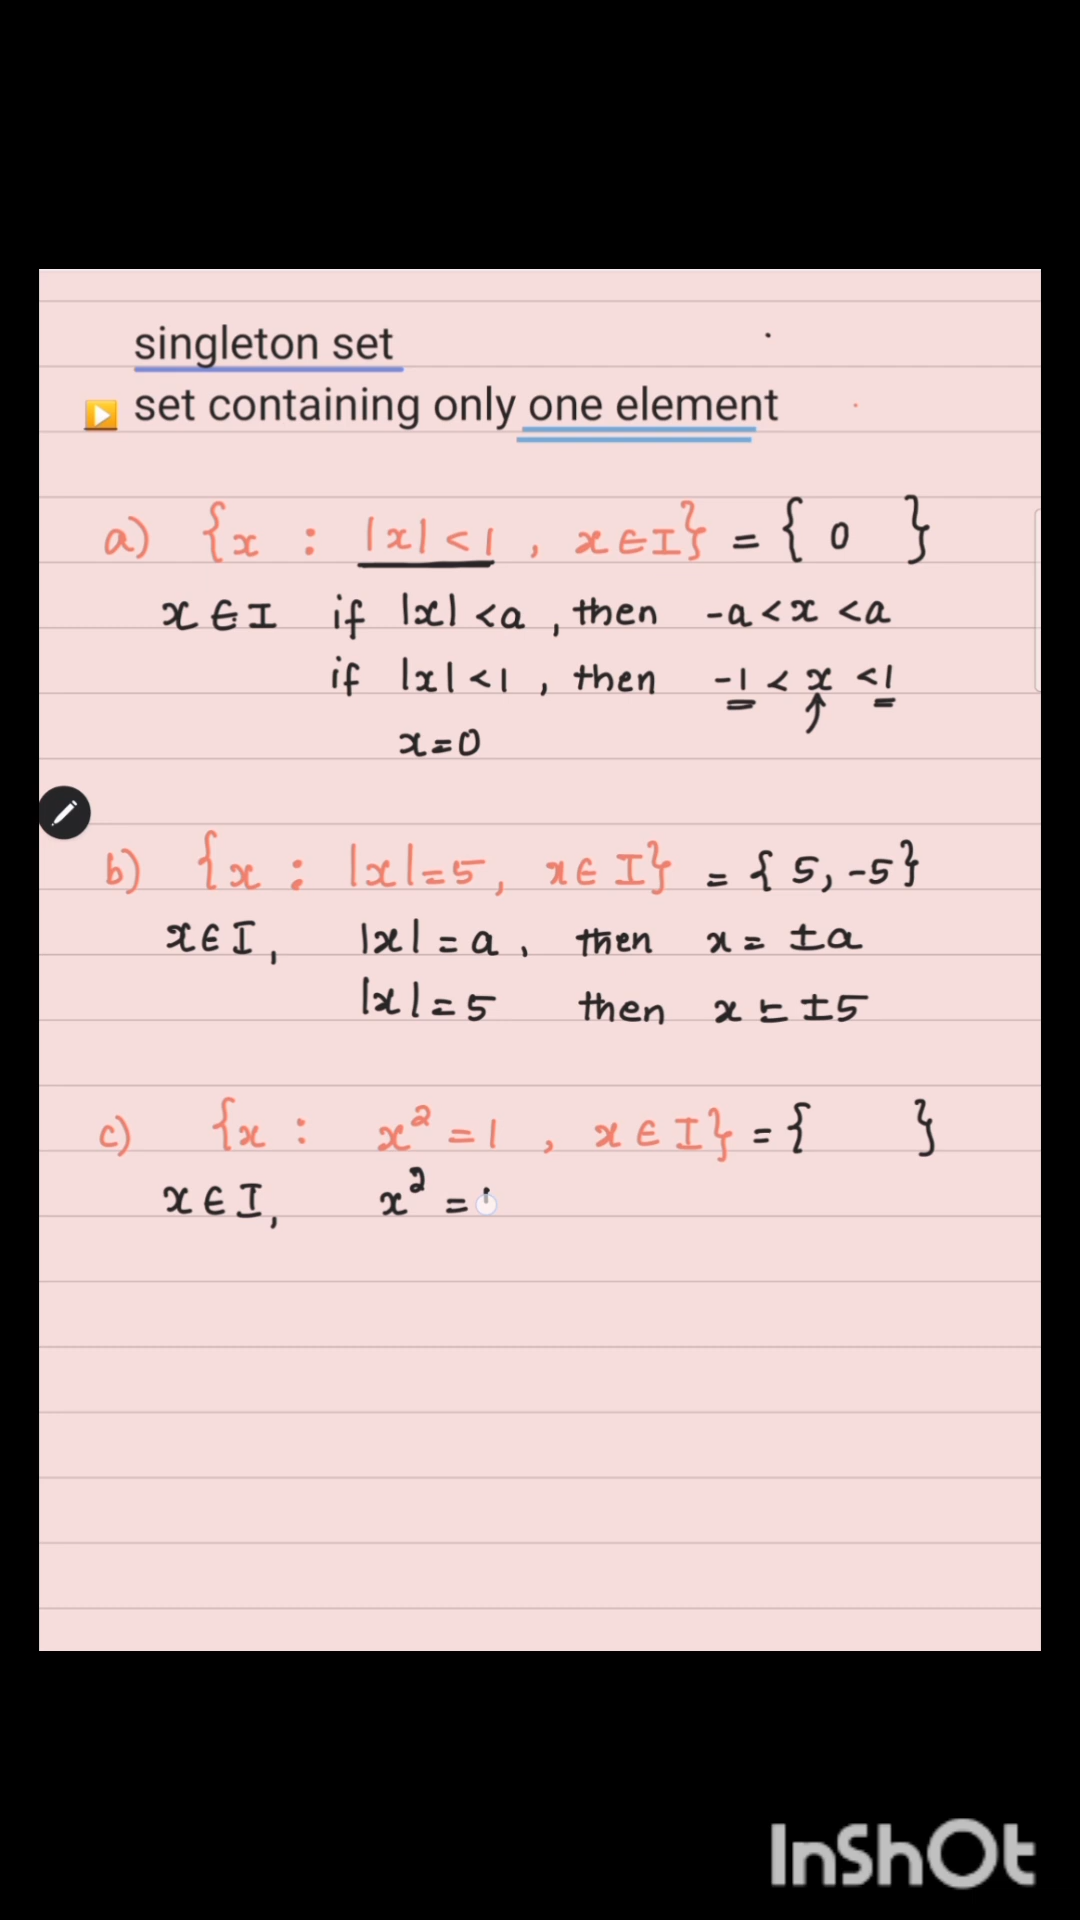 singleton set
▶ set containing only one element
a) {x : |x| < 1 , x ∈ I} = { 0 }
x ∈ I if |x| < a , then -a < x < a
if |x| < 1 , then -1 < x < 1
x = 0
b) {x : |x| = 5, x ∈ I} = { 5, -5}
x ∈ I, |x| = a , then x = ±a
|x| = 5 then x = ±5
c) {x : x² = 1 , x ∈ I} = { }
x ∈ I, x² =
InShOt